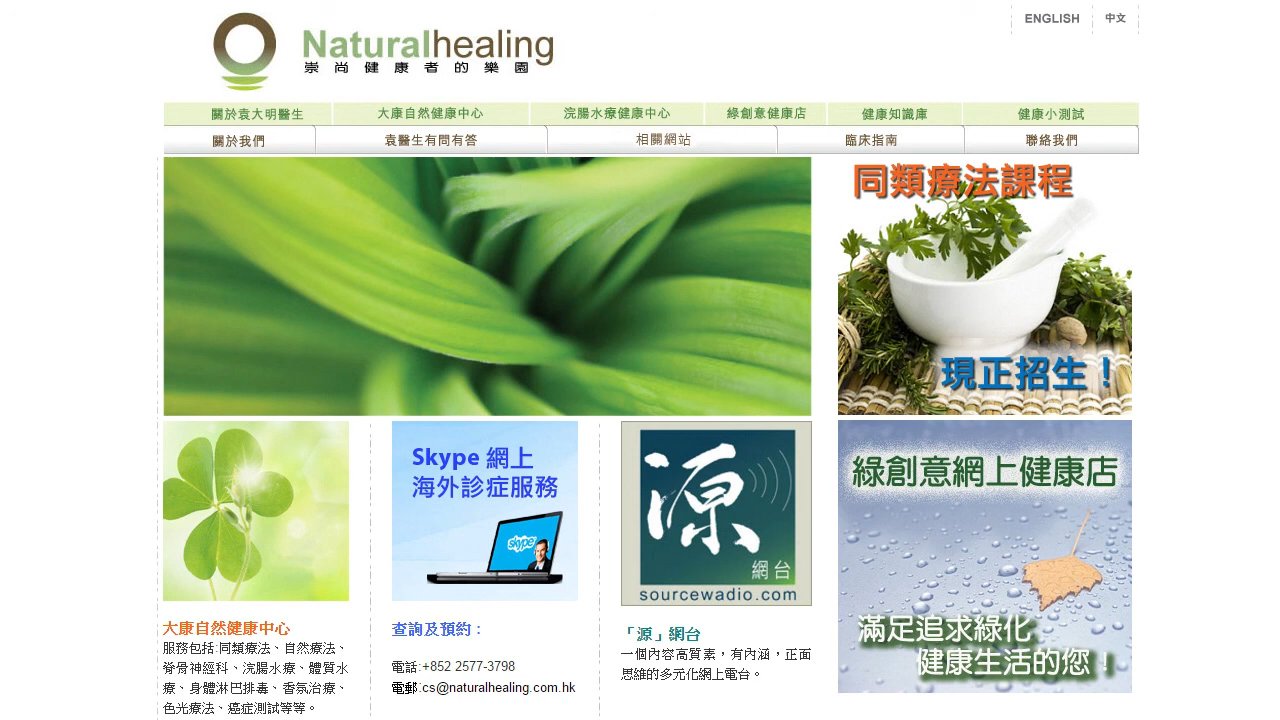 ENGLISH
中文
Naturalhealing
崇尚健康者的樂園
關於袁大明醫生
大康自然健康中心
浣腸水療健康中心
綠創意健康店
健康知識庫
健康小測試
關於我們
袁醫生有問有答
相關網站
臨床指南
聯絡我們
同類療法課程
現正招生！
Skype 網上
海外診症服務
skype
源
網台
sourcewadio.com
綠創意網上健康店
滿足追求綠化
健康生活的您！
大康自然健康中心
服務包括:同類療法、自然療法、
脊骨神經科、浣腸水療、體質水
療、身體淋巴排毒、香氛治療、
色光療法、癌症測試等等。
查詢及預約：
電話:+852 2577-3798
電郵:cs@naturalhealing.com.hk
「源」網台
一個內容高質素，有內涵，正面
思維的多元化網上電台。